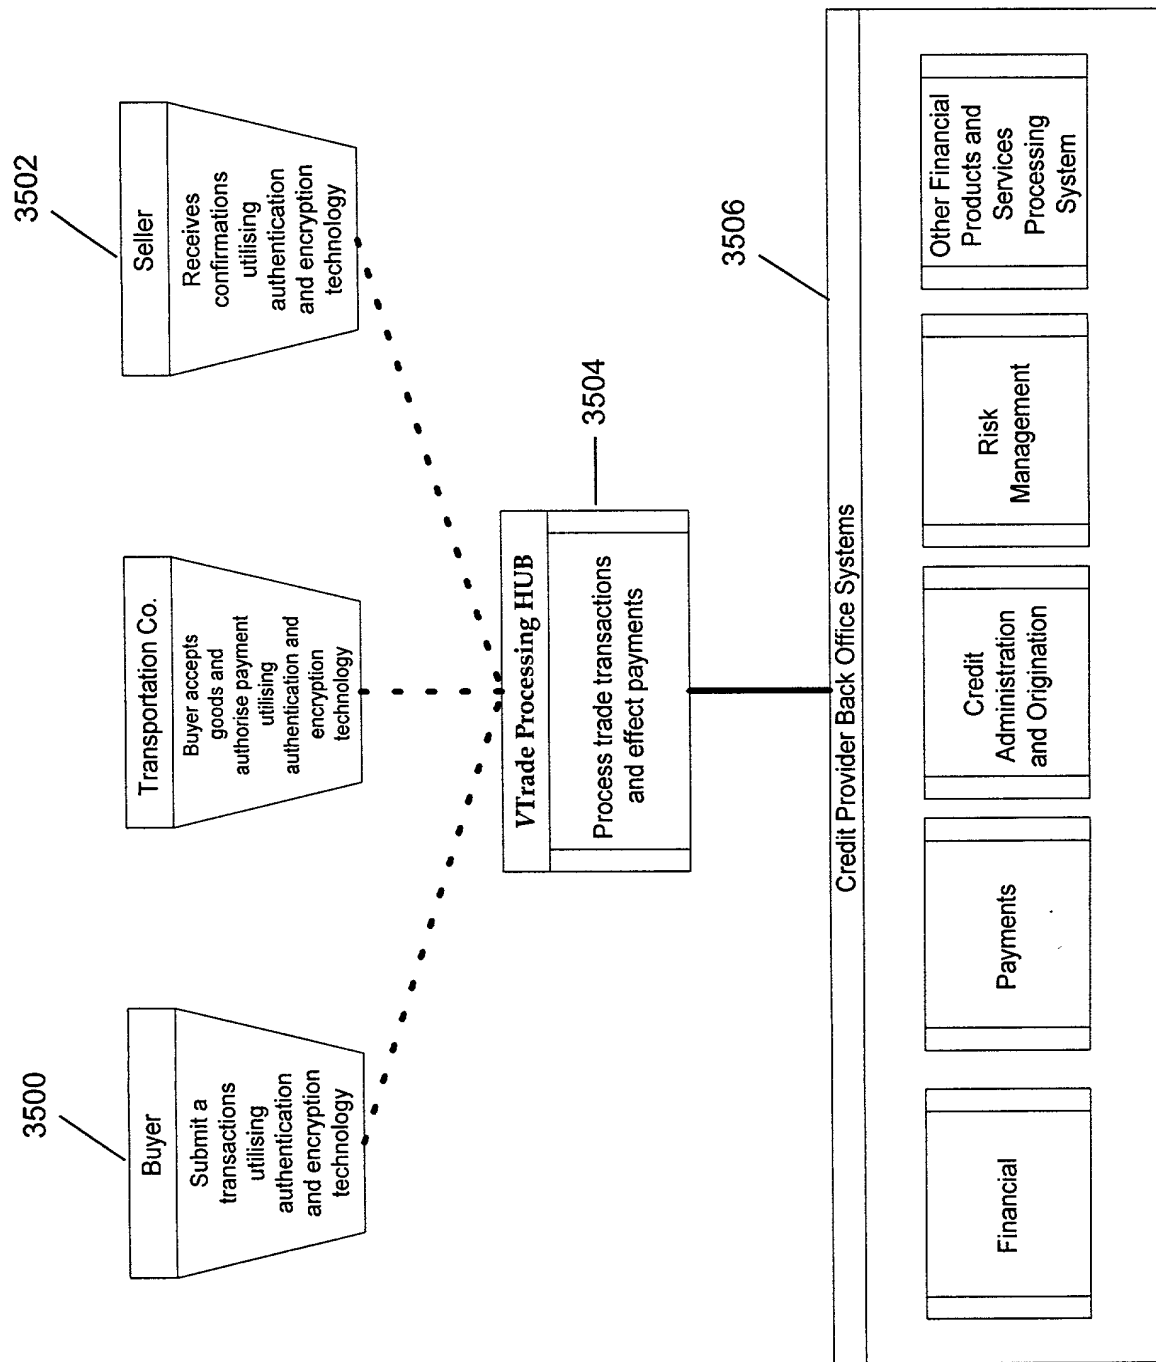 3500
Buyer
Submit a
transactions
utilising
authentication
and encryption
technology
Transportation Co.
Buyer accepts
goods and
authorise payment
utilising
authentication and
encryption
technology
3502
Seller
Receives
confirmations
utilising
authentication
and encryption
technology
VTrade Processing HUB
Process trade transactions
and effect payments
3504
3506
Credit Provider Back Office Systems
Financial
Payments
Credit
Administration
and Origination
Risk
Management
Other Financial
Products and
Services
Processing
System